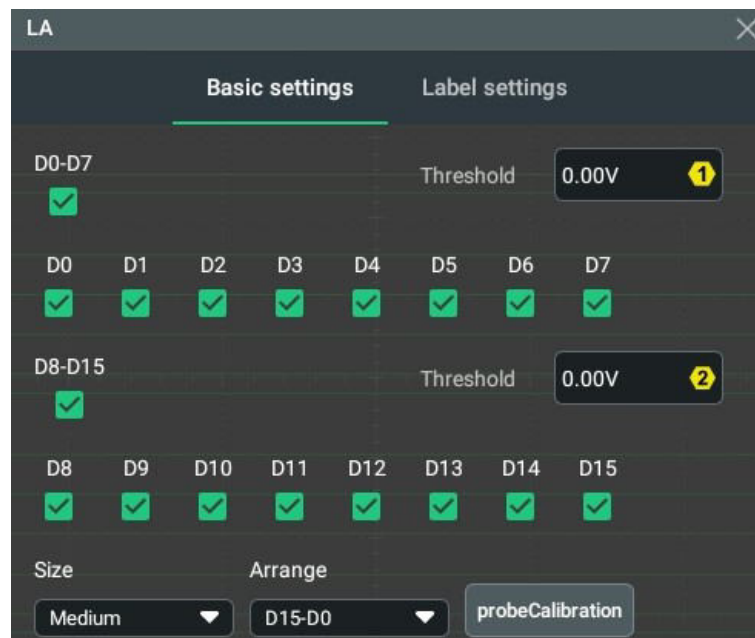 LA
Basic settings Label settings
D0-D7
Threshold 0.00V 1
D0 D1 D2 D3 D4 D5 D6 D7
D8-D15
Threshold 0.00V 2
D8 D9 D10 D11 D12 D13 D14 D15
Size Arrange
Medium D15-D0 probeCalibration